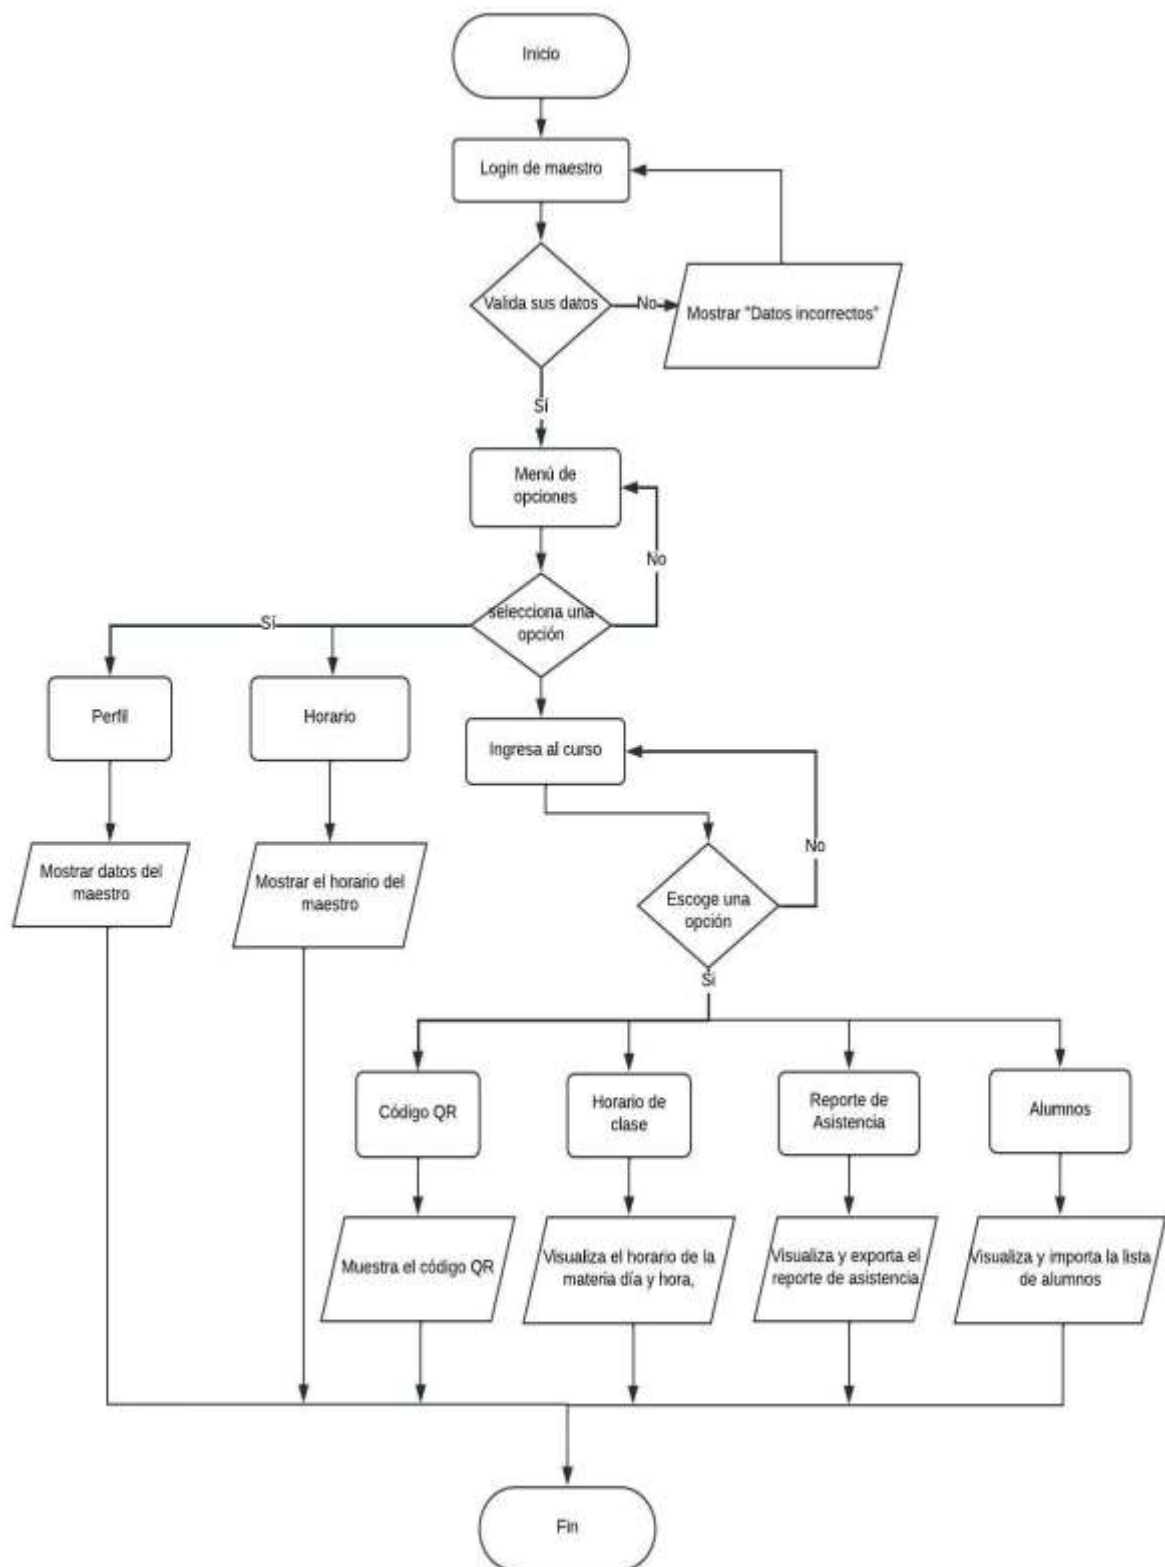 Inicio
Login de maestro
Valida sus datos
No
Mostrar "Datos incorrectos"
Sí
Menú de
opciones
No
selecciona una
opción
Sí
Perfil
Horario
Ingresa al curso
Mostrar datos del
maestro
Mostrar el horario del
maestro
No
Escoge una
opción
Sí
Código QR
Horario de
clase
Reporte de
Asistencia
Alumnos
Muestra el código QR
Visualiza el horario de la
materia día y hora,
Visualiza y exporta el
reporte de asistencia
Visualiza y importa la lista
de alumnos
Fin